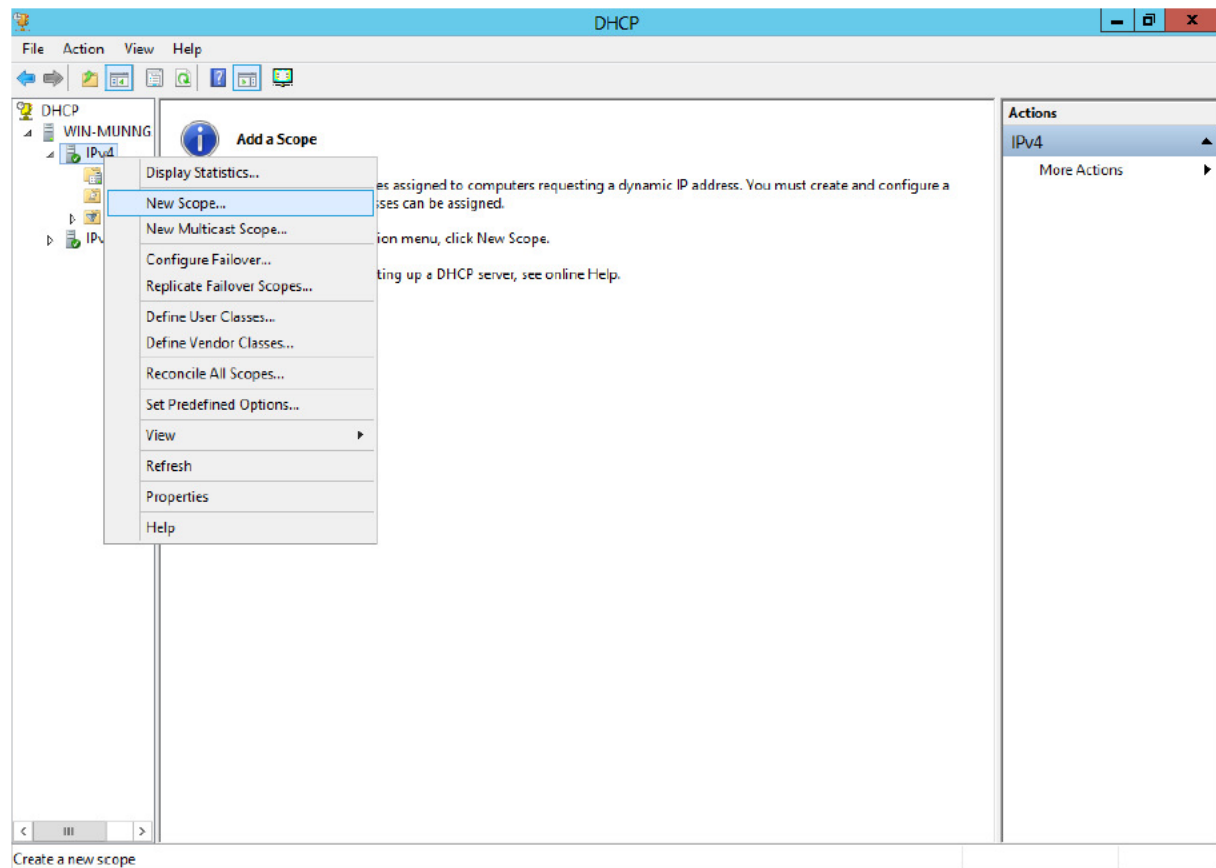 DHCP
File Action View Help
DHCP
WIN-MUNNG
IPv4
IPv
Add a Scope
es assigned to computers requesting a dynamic IP address. You must create and configure a
sses can be assigned.
ion menu, click New Scope.
ting up a DHCP server, see online Help.
Display Statistics...
New Scope...
New Multicast Scope...
Configure Failover...
Replicate Failover Scopes...
Define User Classes...
Define Vendor Classes...
Reconcile All Scopes...
Set Predefined Options...
View
Refresh
Properties
Help
Actions
IPv4
More Actions
Create a new scope